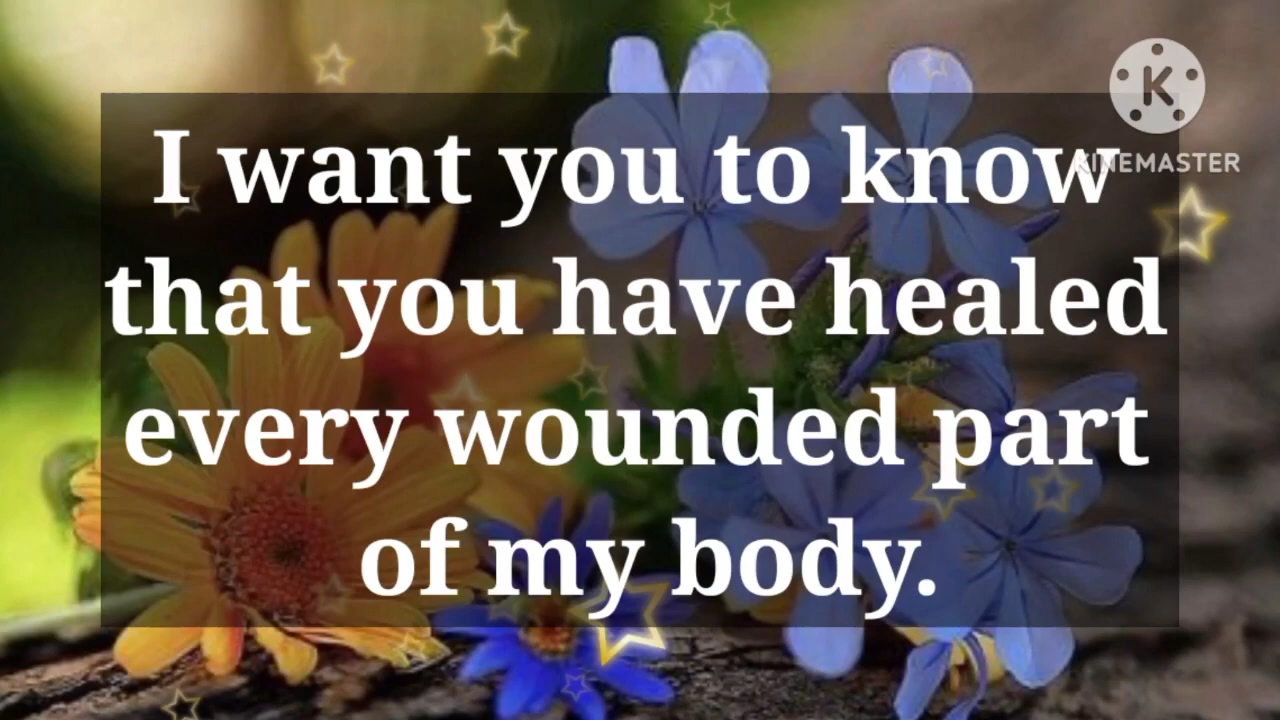 I want you to know
that you have healed
every wounded part
of my body.
K
KINEMASTER